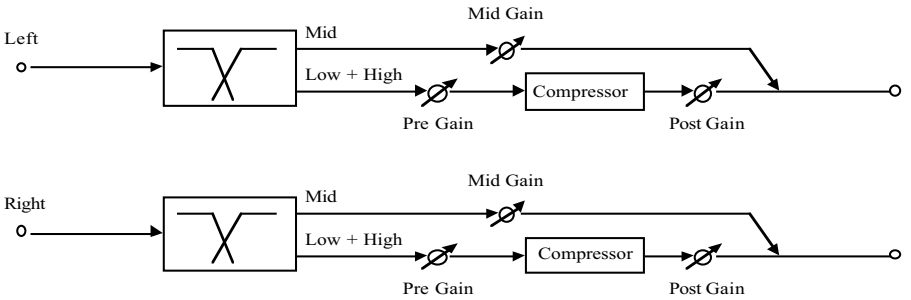 Mid Gain
Left
Mid
Low + High
Compressor
Pre Gain
Post Gain
Mid Gain
Right
Mid
Low + High
Compressor
Pre Gain
Post Gain